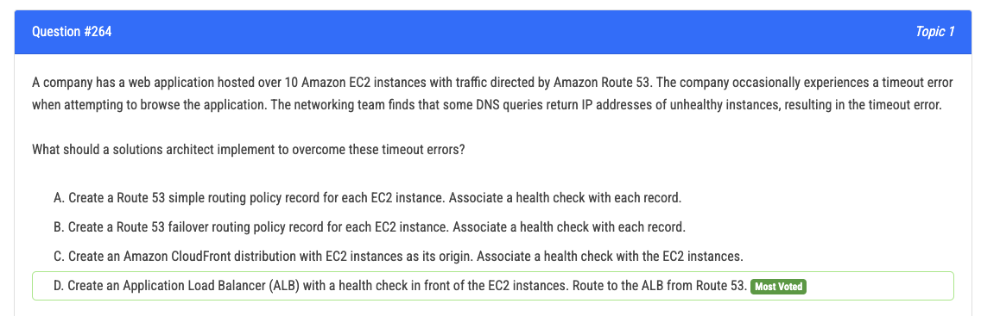 Question #264
Topic 1
A company has a web application hosted over 10 Amazon EC2 instances with traffic directed by Amazon Route 53. The company occasionally experiences a timeout error
when attempting to browse the application. The networking team finds that some DNS queries return IP addresses of unhealthy instances, resulting in the timeout error.
What should a solutions architect implement to overcome these timeout errors?
A. Create a Route 53 simple routing policy record for each EC2 instance. Associate a health check with each record.
B. Create a Route 53 failover routing policy record for each EC2 instance. Associate a health check with each record.
C. Create an Amazon CloudFront distribution with EC2 instances as its origin. Associate a health check with the EC2 instances.
D. Create an Application Load Balancer (ALB) with a health check in front of the EC2 instances. Route to the ALB from Route 53. Most Voted